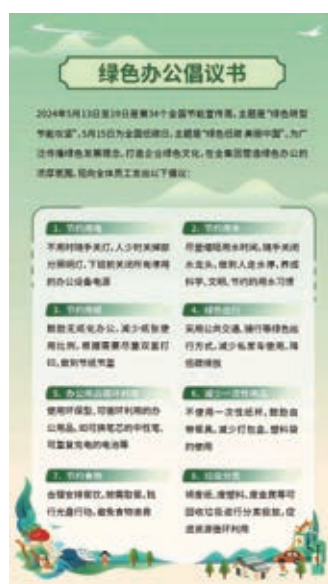 绿色办公倡议书
2024年5月13日至19日是第34个全国节能宣传周,主题是“绿色转型
节能攻坚”,5月15日为全国低碳日,主题是“绿色低碳 美丽中国”,为广
泛传播绿色发展理念,打造企业绿色文化,在全集团营造绿色办公的
浓厚氛围,现向全体员工发出以下倡议:
1. 节约用电
2. 节约用水
不用时随手关灯,人少时关掉部
分照明灯,下班前关闭所有停用
的办公设备电源
尽量缩短用水时间,随手关闭
水龙头,做到人走水停,养成
科学、文明、节约的用水习惯
3. 节约用纸
4. 绿色出行
鼓励无纸化办公,减少纸张使
用比例,根据需要尽量双面打
印,做到节纸节墨
采用公共交通、骑行等绿色出
行方式,减少私家车使用,降
低碳排放
5. 办公用品循环利用
6. 减少一次性用品
使用环保型、可循环利用的办
公用品,如可换笔芯的中性笔、
可重复充电的电池等
不使用一次性纸杯,鼓励自
带餐具,减少打包盒、塑料袋
的使用
7. 节约食物
8. 垃圾分类
合理安排餐饮,按需取餐,践
行光盘行动,避免食物浪费
将废纸、废塑料、废金属等可
回收垃圾进行分类投放,促
进资源循环利用